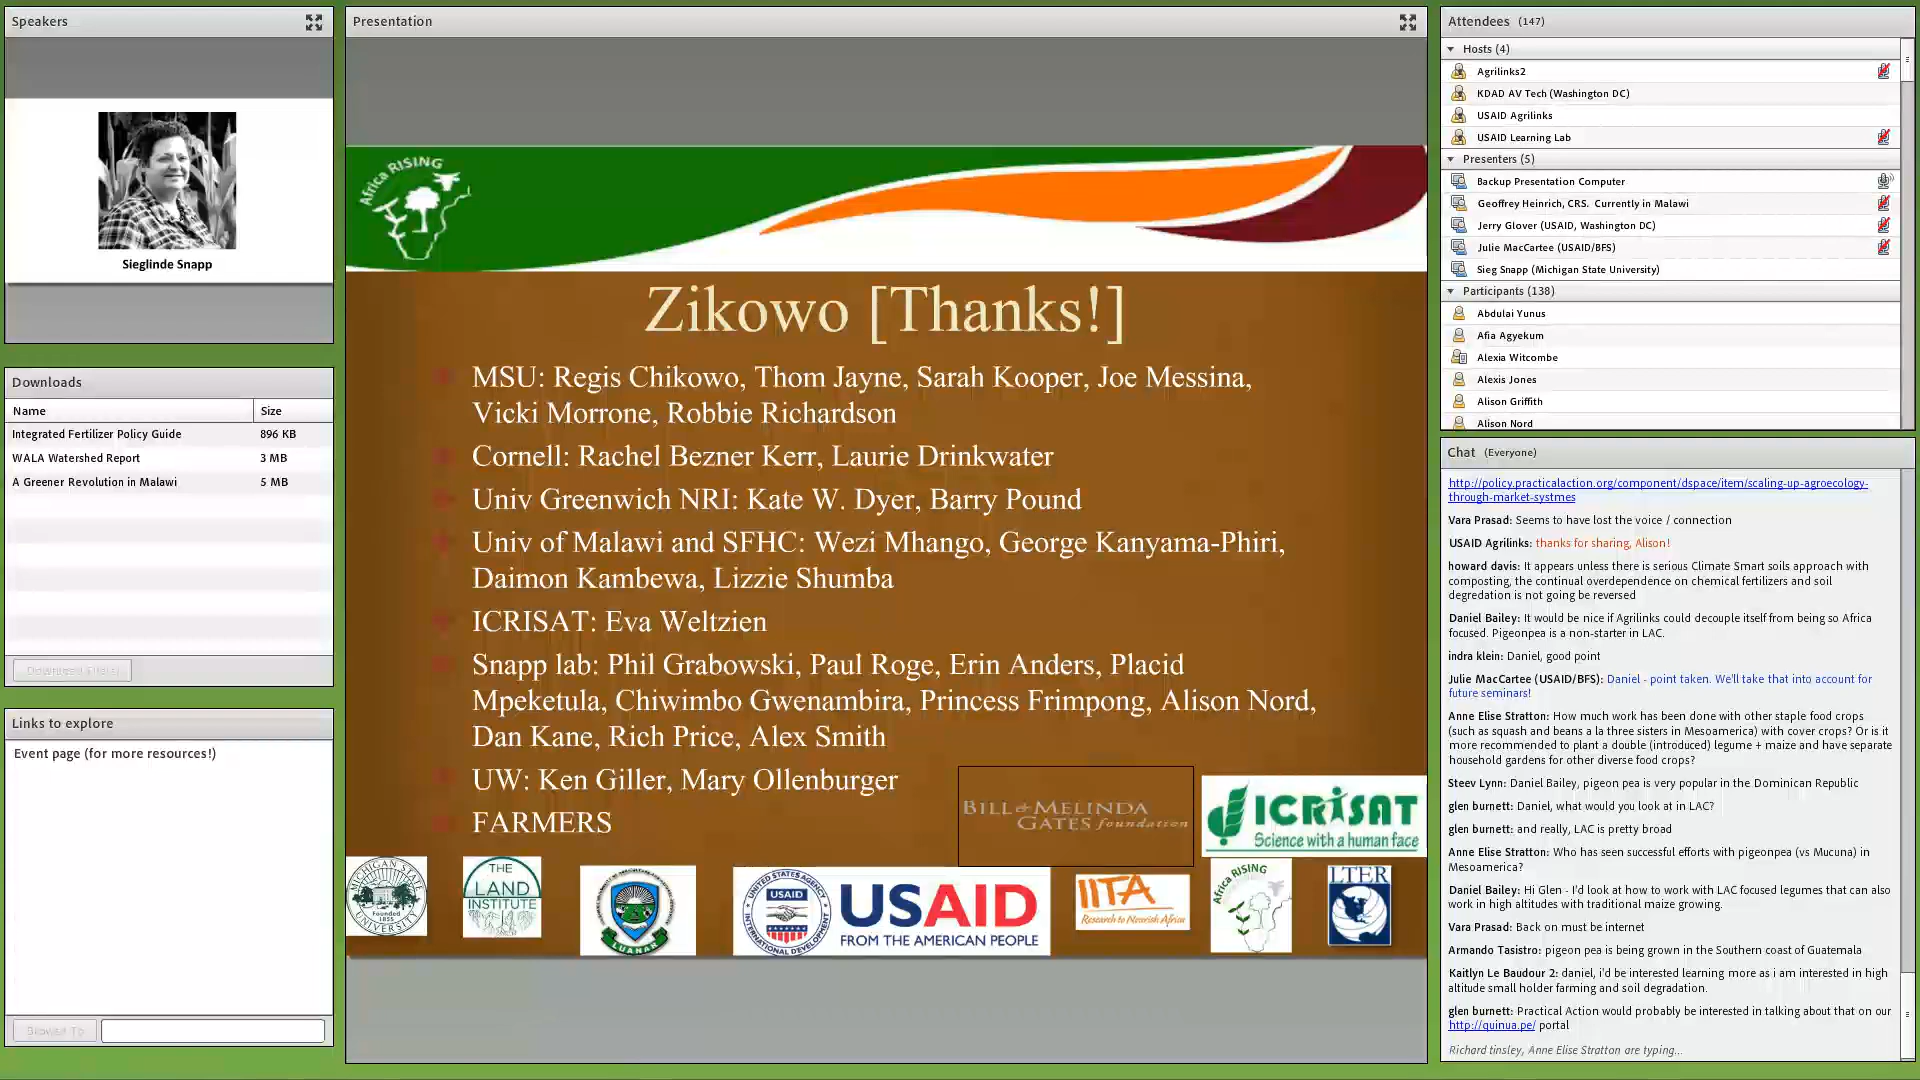 Speakers
Sieglinde Snapp
Downloads
Name Size
Integrated Fertilizer Policy Guide 896 KB
WALA Watershed Report 3 MB
A Greener Revolution in Malawi 5 MB
Links to explore
Event page (for more resources!)
Browse To
Presentation
Africa RISING
Zikowo [Thanks!]
MSU: Regis Chikowo, Thom Jayne, Sarah Kooper, Joe Messina,
Vicki Morrone, Robbie Richardson
Cornell: Rachel Bezner Kerr, Laurie Drinkwater
Univ Greenwich NRI: Kate W. Dyer, Barry Pound
Univ of Malawi and SFHC: Wezi Mhango, George Kanyama-Phiri,
Daimon Kambewa, Lizzie Shumba
ICRISAT: Eva Weltzien
Snapp lab: Phil Grabowski, Paul Roge, Erin Anders, Placid
Mpeketula, Chiwimbo Gwenambira, Princess Frimpong, Alison Nord,
Dan Kane, Rich Price, Alex Smith
UW: Ken Giller, Mary Ollenburger
FARMERS
BILL & MELINDA
GATES foundation
ICRISAT
Science with a human face
MICHIGAN STATE UNIVERSITY
Founded
1855
THE
LAND
INSTITUTE
LUANAR
UNITED STATES AGENCY
INTERNATIONAL DEVELOPMENT
USAID
USAID
FROM THE AMERICAN PEOPLE
IITA
Research to Nourish Africa
Africa RISING
LTER
Attendees (147)
Hosts (4)
Agrilinks2
KDAD AV Tech (Washington DC)
USAID Agrilinks
USAID Learning Lab
Presenters (5)
Backup Presentation Computer
Geoffrey Heinrich, CRS. Currently in Malawi
Jerry Glover (USAID, Washington DC)
Julie MacCartee (USAID/BFS)
Sieg Snapp (Michigan State University)
Participants (138)
Abdulai Yunus
Afia Agyekum
Alexia Witcombe
Alexis Jones
Alison Griffith
Alison Nord
Chat (Everyone)
http://policy.practicalaction.org/component/dspace/item/scaling-up-agroecology-
through-market-systmes
Vara Prasad: Seems to have lost the voice / connection
USAID Agrilinks: thanks for sharing, Alison!
howard davis: It appears unless there is serious Climate Smart soils approach with
composting, the continual overdependence on chemical fertilizers and soil
degredation is not going be reversed
Daniel Bailey: It would be nice if Agrilinks could decouple itself from being so Africa
focused. Pigeonpea is a non-starter in LAC.
indra klein: Daniel, good point
Julie MacCartee (USAID/BFS): Daniel - point taken. We'll take that into account for
future seminars!
Anne Elise Stratton: How much work has been done with other staple food crops
(such as squash and beans a la three sisters in Mesoamerica) with cover crops? Or is it
more recommended to plant a double (introduced) legume + maize and have separate
household gardens for other diverse food crops?
Steev Lynn: Daniel Bailey, pigeon pea is very popular in the Dominican Republic
glen burnett: Daniel, what would you look at in LAC?
glen burnett: and really, LAC is pretty broad
Anne Elise Stratton: Who has seen successful efforts with pigeonpea (vs Mucuna) in
Mesoamerica?
Daniel Bailey: Hi Glen - I'd look at how to work with LAC focused legumes that can also
work in high altitudes with traditional maize growing.
Vara Prasad: Back on must be internet
Armando Tasistro: pigeon pea is being grown in the Southern coast of Guatemala
Kaitlyn Le Baudour 2: daniel, i'd be interested learning more as i am interested in high
altitude small holder farming and soil degradation.
glen burnett: Practical Action would probably be interested in talking about that on our
http://quinua.pe/ portal
Richard tinsley, Anne Elise Stratton are typing...